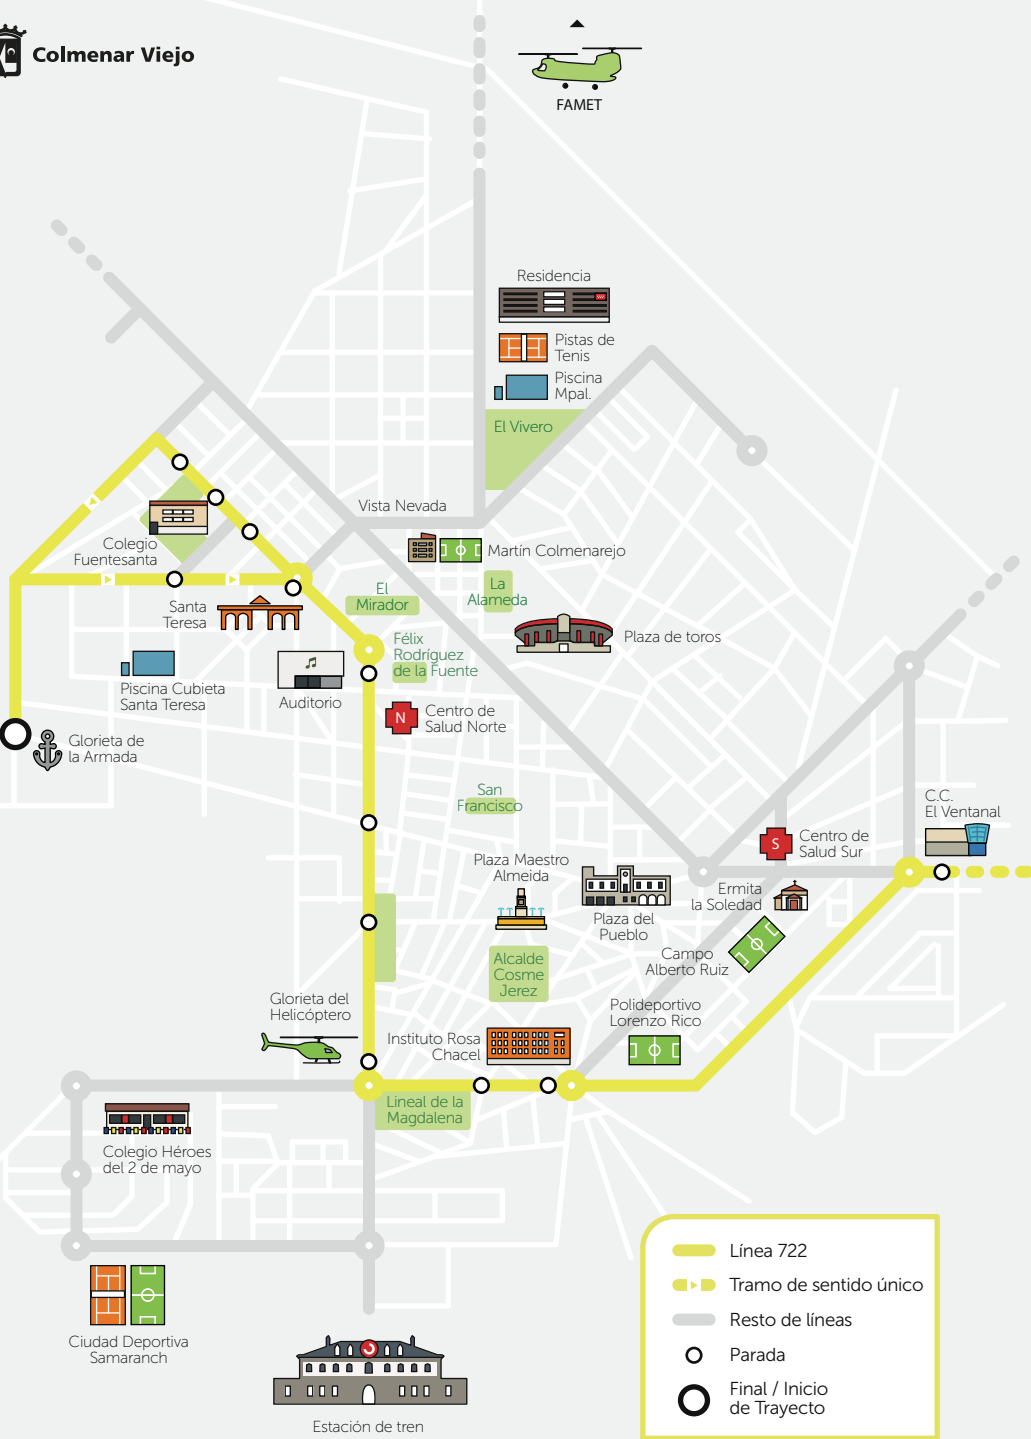 Colmenar Viejo
FAMET
Residencia
Pistas de
Tenis
Piscina
Mpal.
El Vivero
Vista Nevada
Martín Colmenarejo
Colegio
Fuentesanta
El
Mirador
La
Alameda
Santa
Teresa
Plaza de toros
Félix
Rodríguez
de la Fuente
Piscina Cubieta
Santa Teresa
Auditorio
N
Centro de
Salud Norte
Glorieta de
la Armada
San
Francisco
C.C.
El Ventanal
S
Centro de
Salud Sur
Plaza Maestro
Almeida
Ermita
la Soledad
Plaza del
Pueblo
Campo
Alberto Ruiz
Alcalde
Cosme
Jerez
Glorieta del
Helicóptero
Polideportivo
Lorenzo Rico
Instituto Rosa
Chacel
Lineal de la
Magdalena
Colegio Héroes
del 2 de mayo
Ciudad Deportiva
Samaranch
Estación de tren
Línea 722
Tramo de sentido único
Resto de líneas
Parada
Final / Inicio
de Trayecto